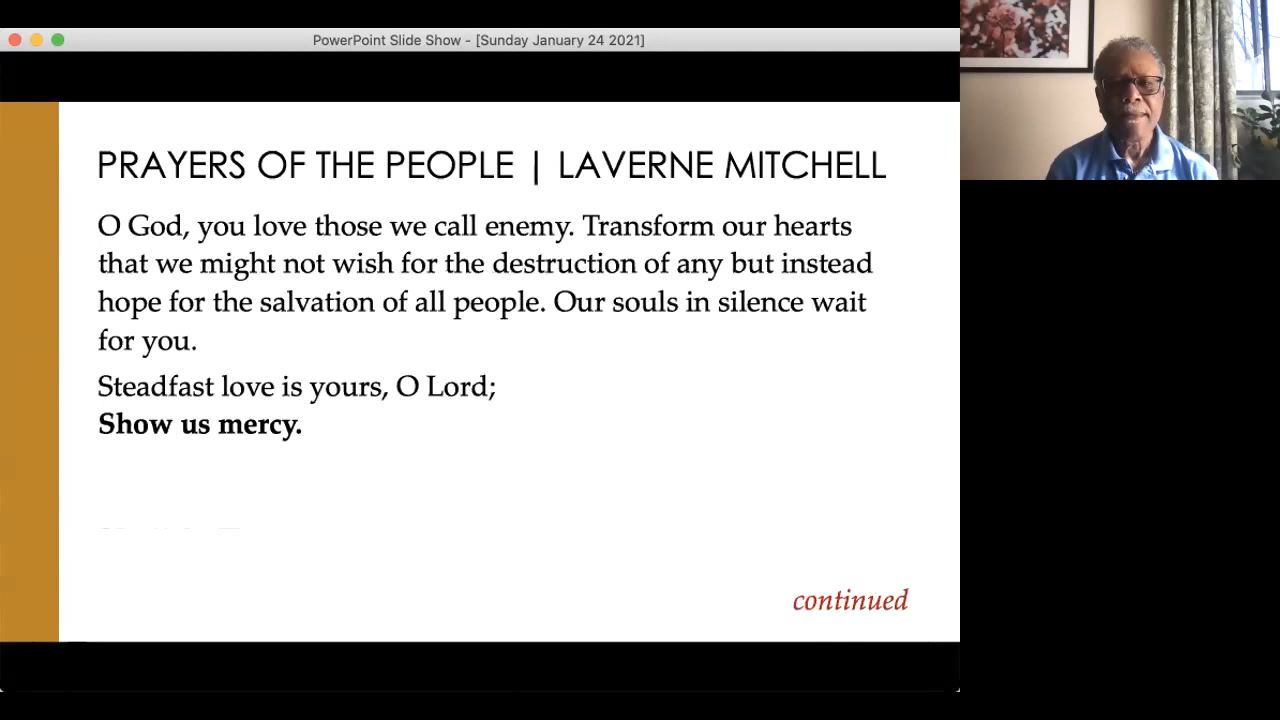 PowerPoint Slide Show - [Sunday January 24 2021]
PRAYERS OF THE PEOPLE | LAVERNE MITCHELL
O God, you love those we call enemy. Transform our hearts
that we might not wish for the destruction of any but instead
hope for the salvation of all people. Our souls in silence wait
for you.
Steadfast love is yours, O Lord;
Show us mercy.
continued